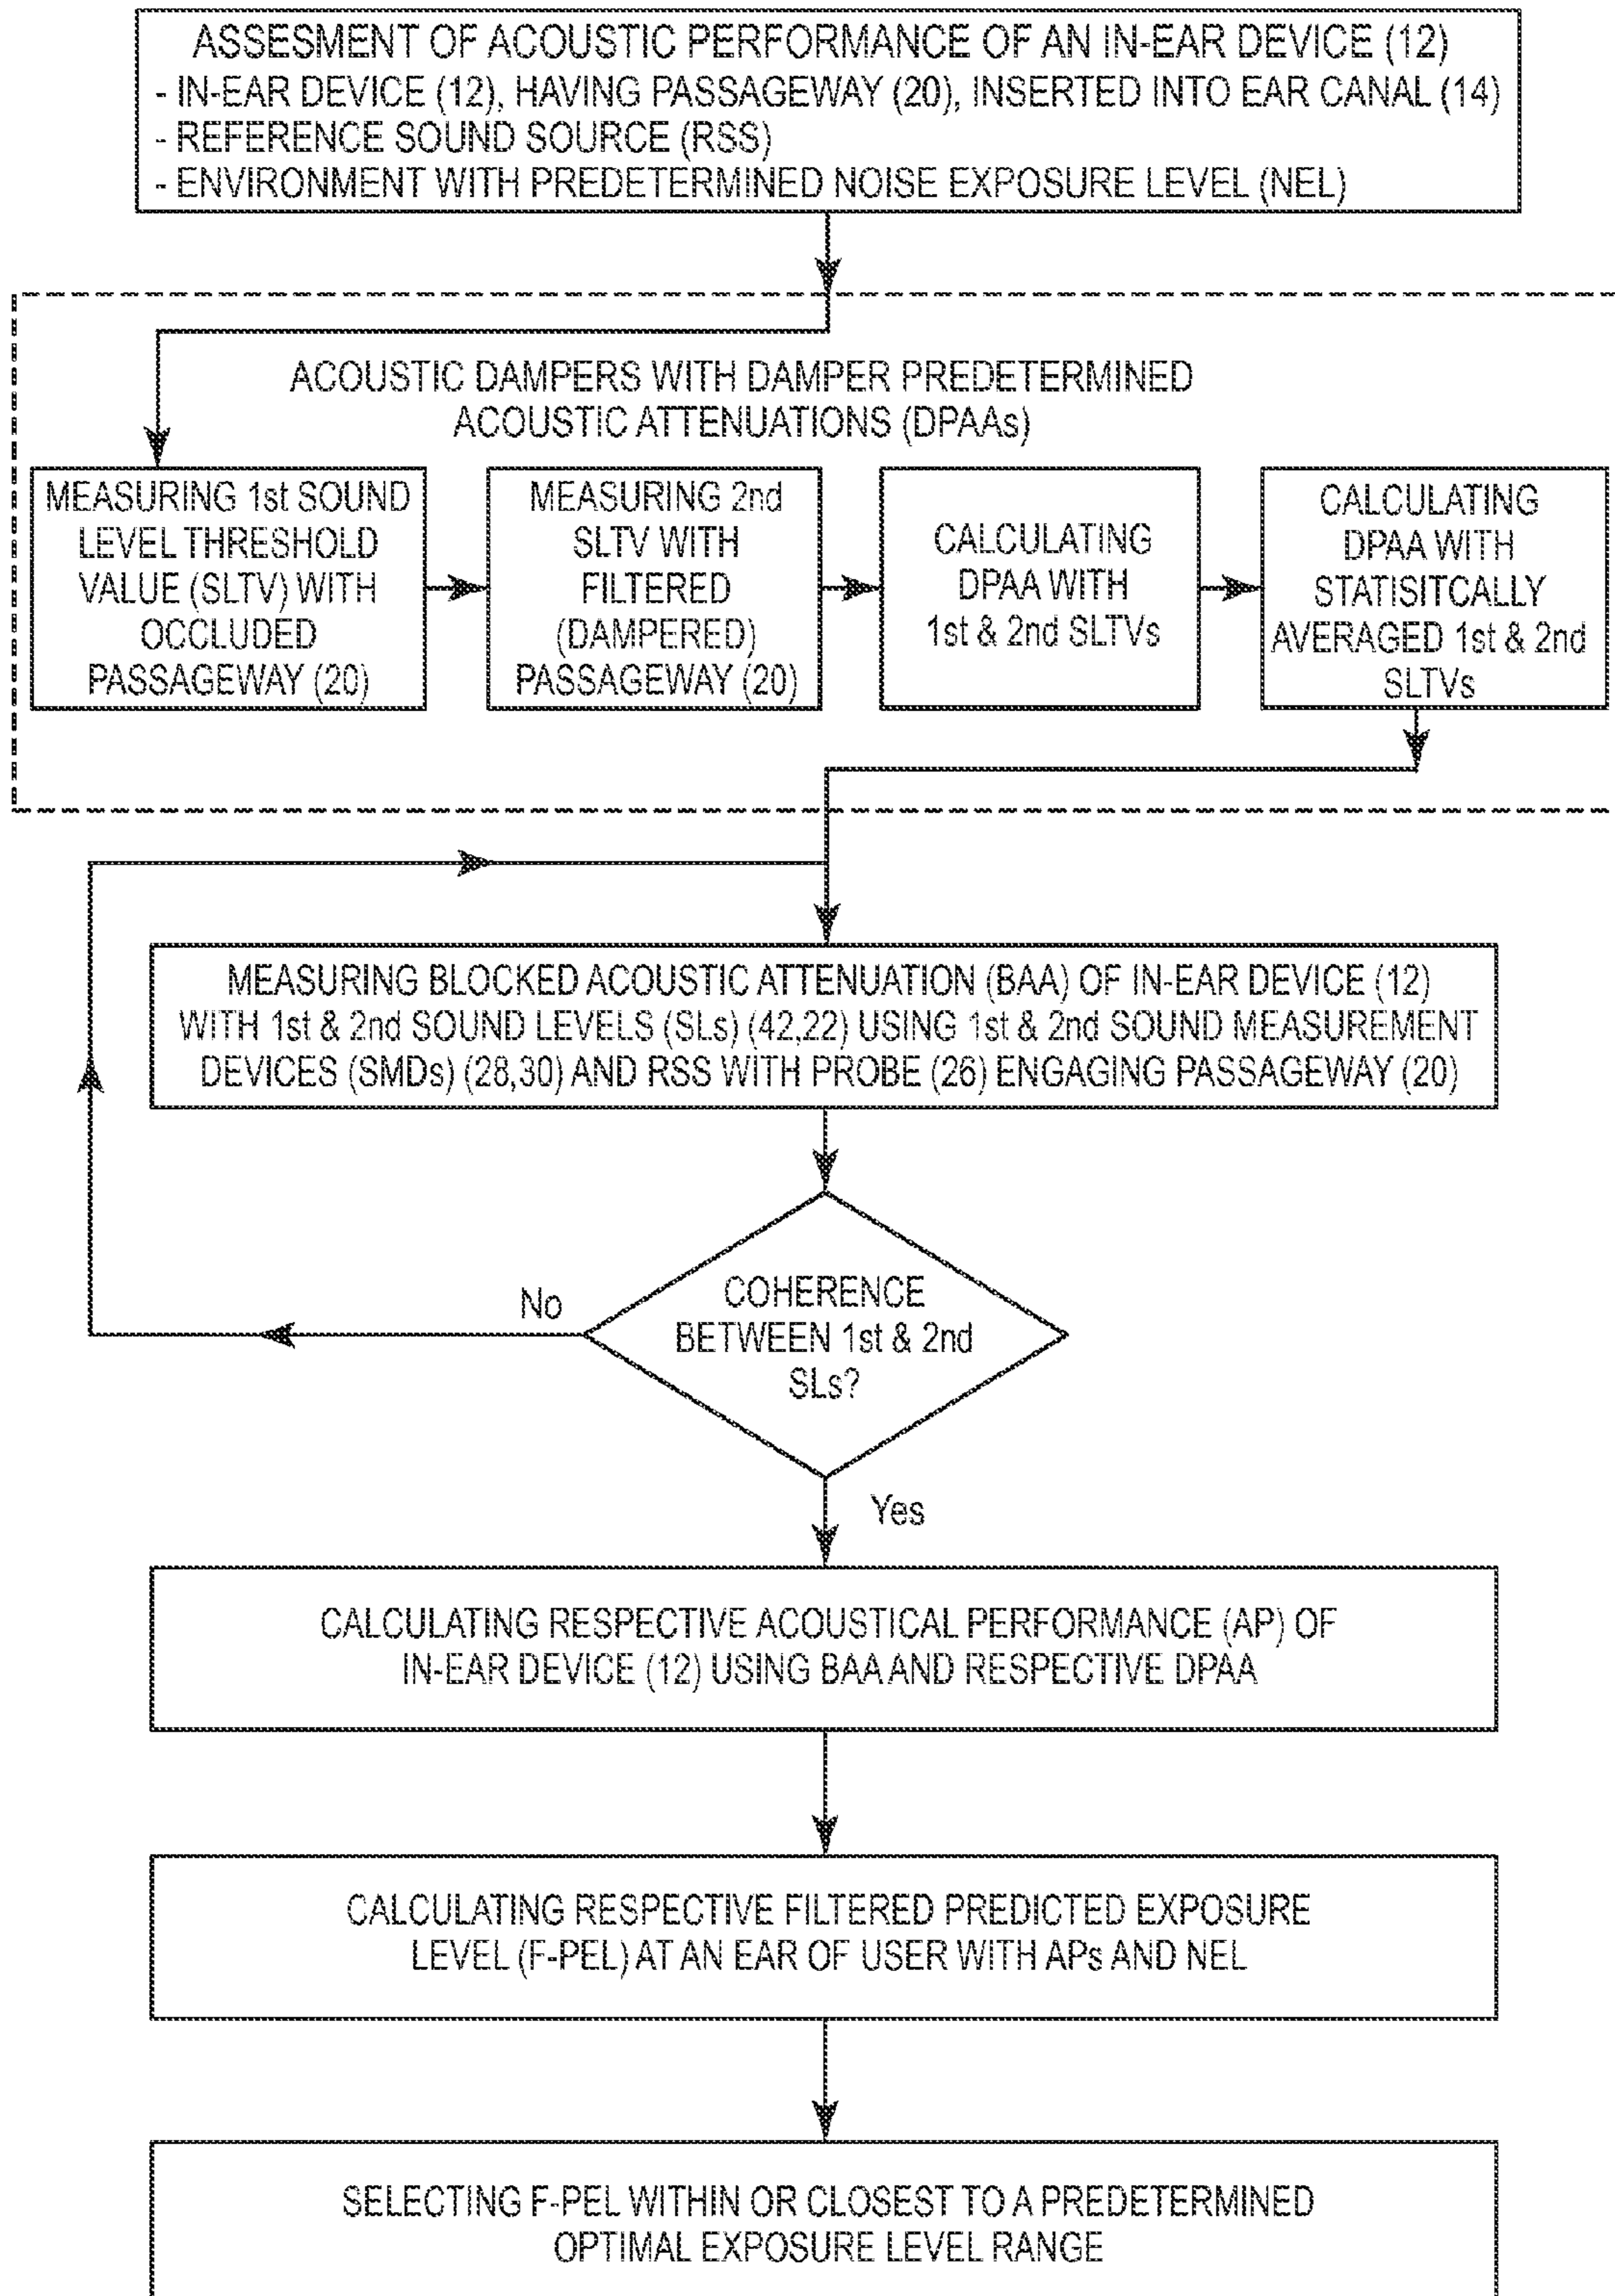 ASSESMENT OF ACOUSTIC PERFORMANCE OF AN IN-EAR DEVICE (12)
- IN-EAR DEVICE (12), HAVING PASSAGEWAY (20), INSERTED INTO EAR CANAL (14)
- REFERENCE SOUND SOURCE (RSS)
- ENVIRONMENT WITH PREDETERMINED NOISE EXPOSURE LEVEL (NEL)
ACOUSTIC DAMPERS WITH DAMPER PREDETERMINED
ACOUSTIC ATTENUATIONS (DPAAs)
MEASURING 1st SOUND
LEVEL THRESHOLD
VALUE (SLTV) WITH
OCCLUDED
PASSAGEWAY (20)
MEASURING 2nd
SLTV WITH
FILTERED
(DAMPERED)
PASSAGEWAY (20)
CALCULATING
DPAA WITH
1st & 2nd SLTVs
CALCULATING
DPAA WITH
STATISITCALLY
AVERAGED 1st & 2nd
SLTVs
MEASURING BLOCKED ACOUSTIC ATTENUATION (BAA) OF IN-EAR DEVICE (12)
WITH 1st & 2nd SOUND LEVELS (SLs) (42,22) USING 1st & 2nd SOUND MEASUREMENT
DEVICES (SMDs) (28,30) AND RSS WITH PROBE (26) ENGAGING PASSAGEWAY (20)
No
COHERENCE
BETWEEN 1st & 2nd
SLs?
Yes
CALCULATING RESPECTIVE ACOUSTICAL PERFORMANCE (AP) OF
IN-EAR DEVICE (12) USING BAA AND RESPECTIVE DPAA
CALCULATING RESPECTIVE FILTERED PREDICTED EXPOSURE
LEVEL (F-PEL) AT AN EAR OF USER WITH APs AND NEL
SELECTING F-PEL WITHIN OR CLOSEST TO A PREDETERMINED
OPTIMAL EXPOSURE LEVEL RANGE